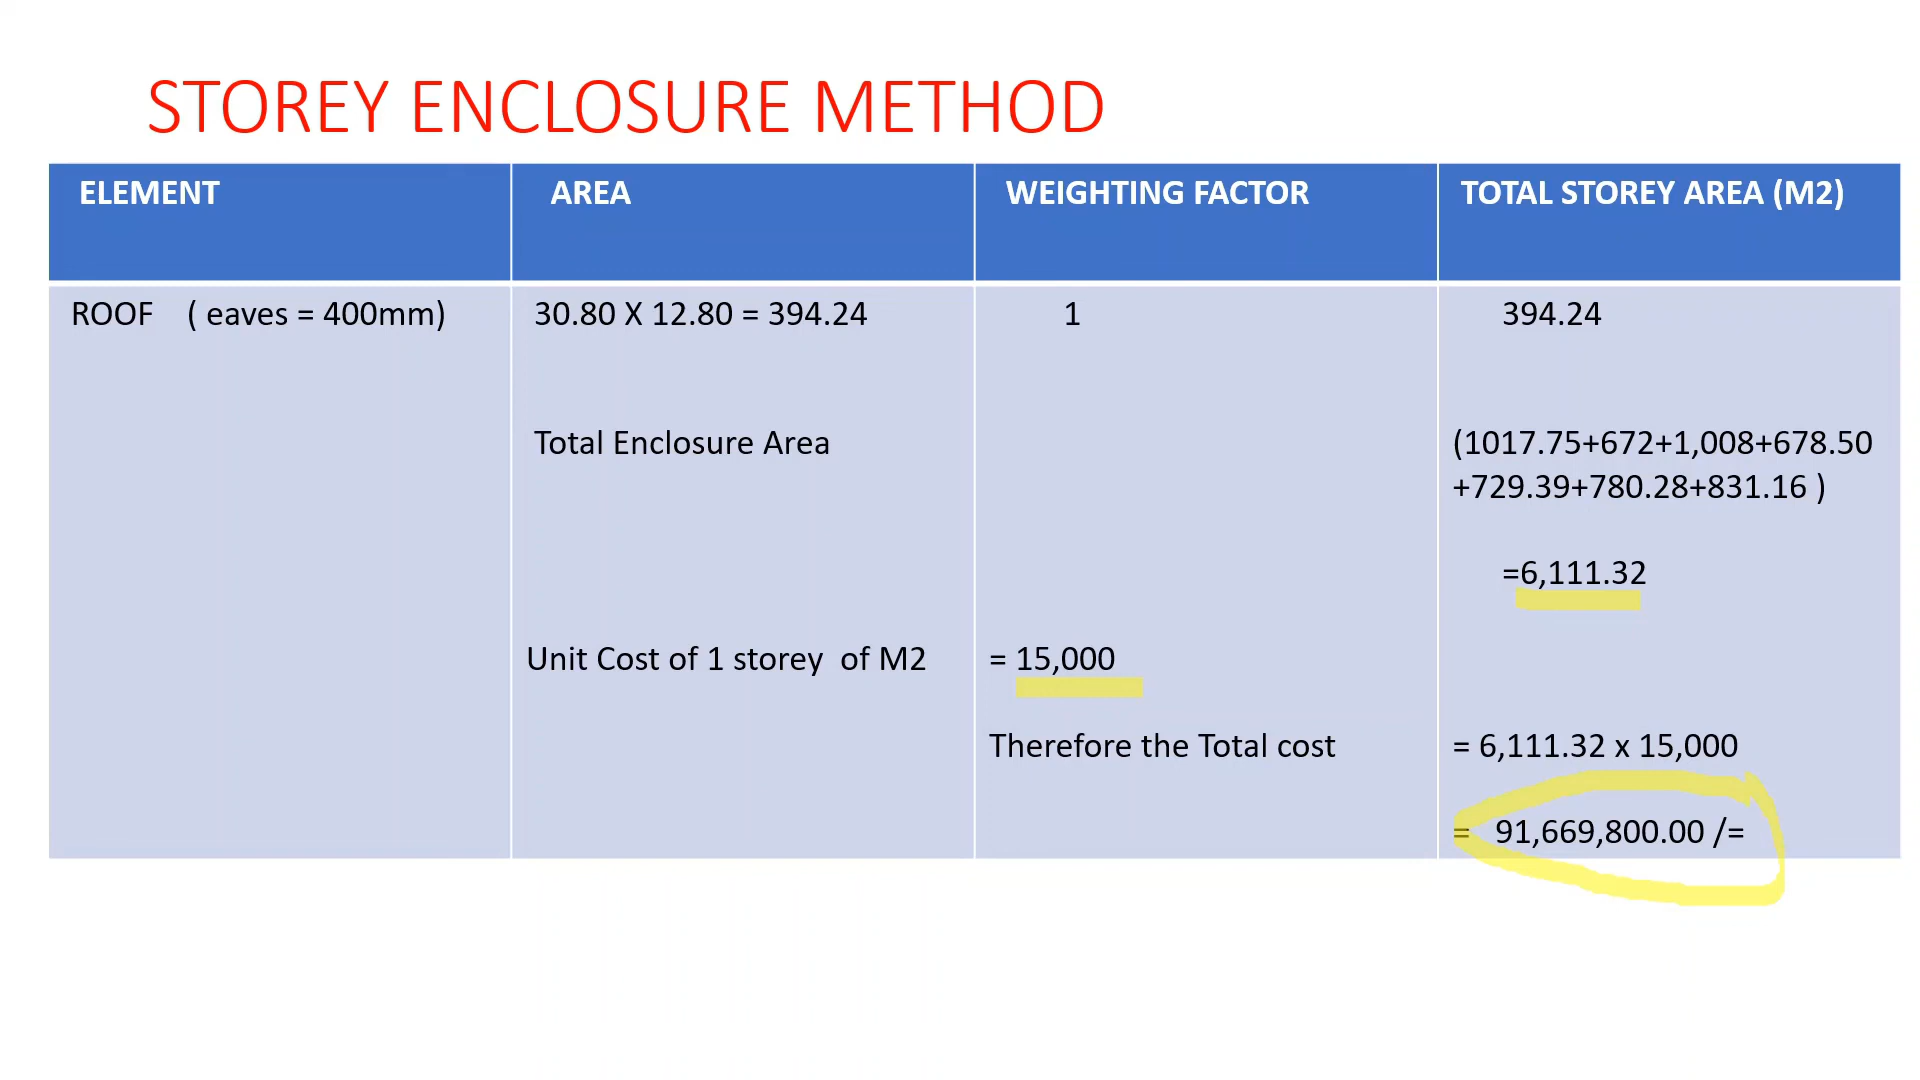 STOREY ENCLOSURE METHOD
ELEMENT AREA WEIGHTING FACTOR TOTAL STOREY AREA (M2)
ROOF ( eaves = 400mm) 30.80 X 12.80 = 394.24 1 394.24
Total Enclosure Area (1017.75+672+1,008+678.50
+729.39+780.28+831.16 )
=6,111.32
Unit Cost of 1 storey of M2 = 15,000
Therefore the Total cost = 6,111.32 x 15,000
= 91,669,800.00 /=